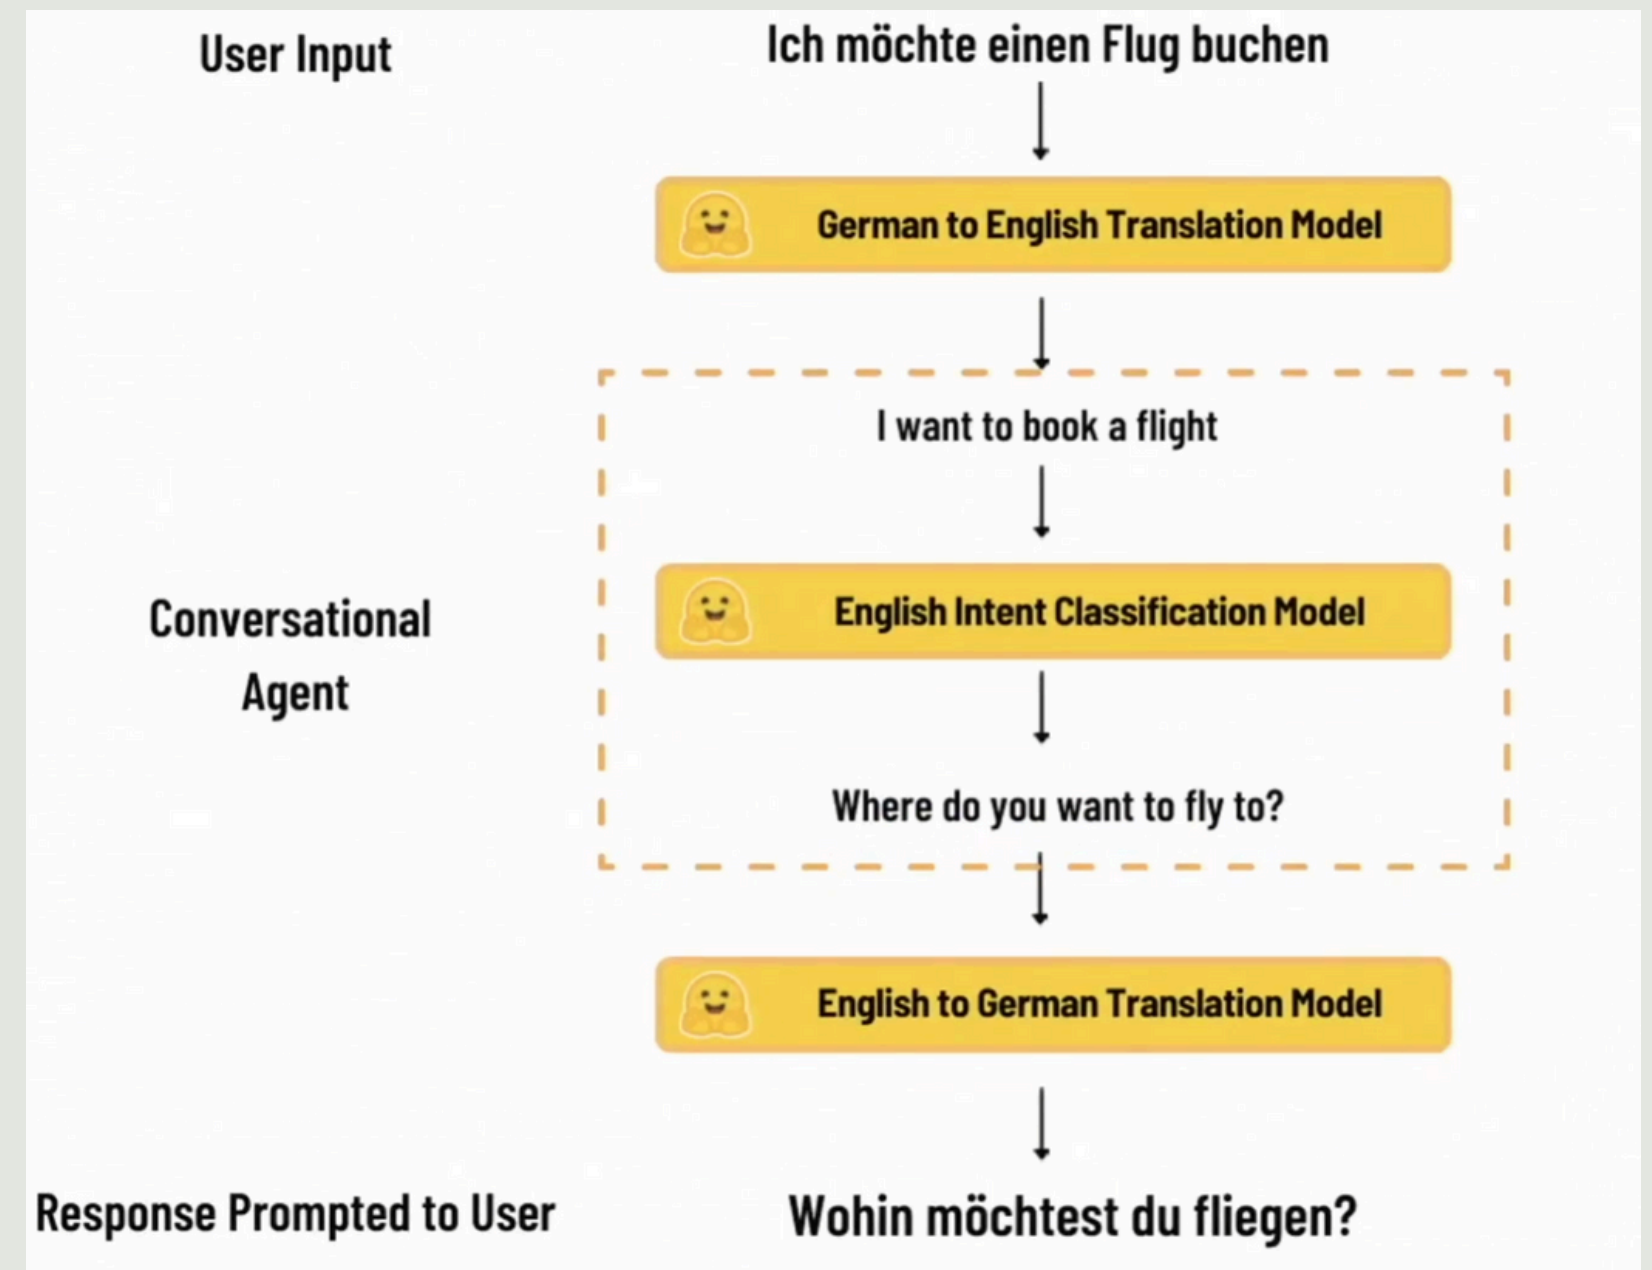 User Input
Ich möchte einen Flug buchen
German to English Translation Model
I want to book a flight
English Intent Classification Model
Conversational
Agent
Where do you want to fly to?
English to German Translation Model
Response Prompted to User
Wohin möchtest du fliegen?